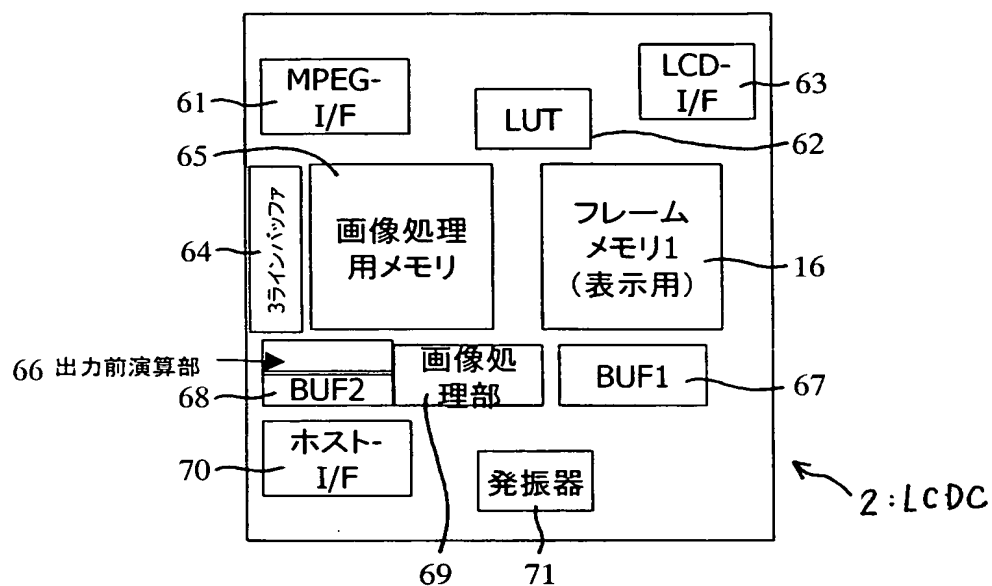 MPEG-
I/F
61
LUT
62
LCD-
I/F
63
65
64
3ラインバッファ
画像処理
用メモリ
フレーム
メモリ1
(表示用)
16
66 出力前演算部
68
BUF2
画像処
理部
69
BUF1
67
70
ホスト-
I/F
発振器
71
2:LCDC